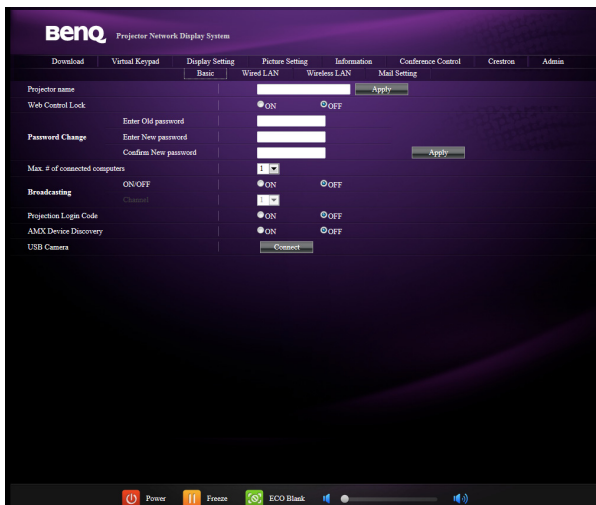 BenQ Projector Network Display System
Download Virtual Keypad Display Setting Picture Setting Information Conference Control Crestron Admin
Basic Wired LAN Wireless LAN Mail Setting
Projector name Apply
Web Control Lock ON OFF
Enter Old password
Password Change Enter New password
Confirm New password Apply
Max. # of connected computers 1
ON/OFF ON OFF
Broadcasting
Channel 1
Projection Login Code ON OFF
AMX Device Discovery ON OFF
USB Camera Connect
Power Freeze ECO Blank